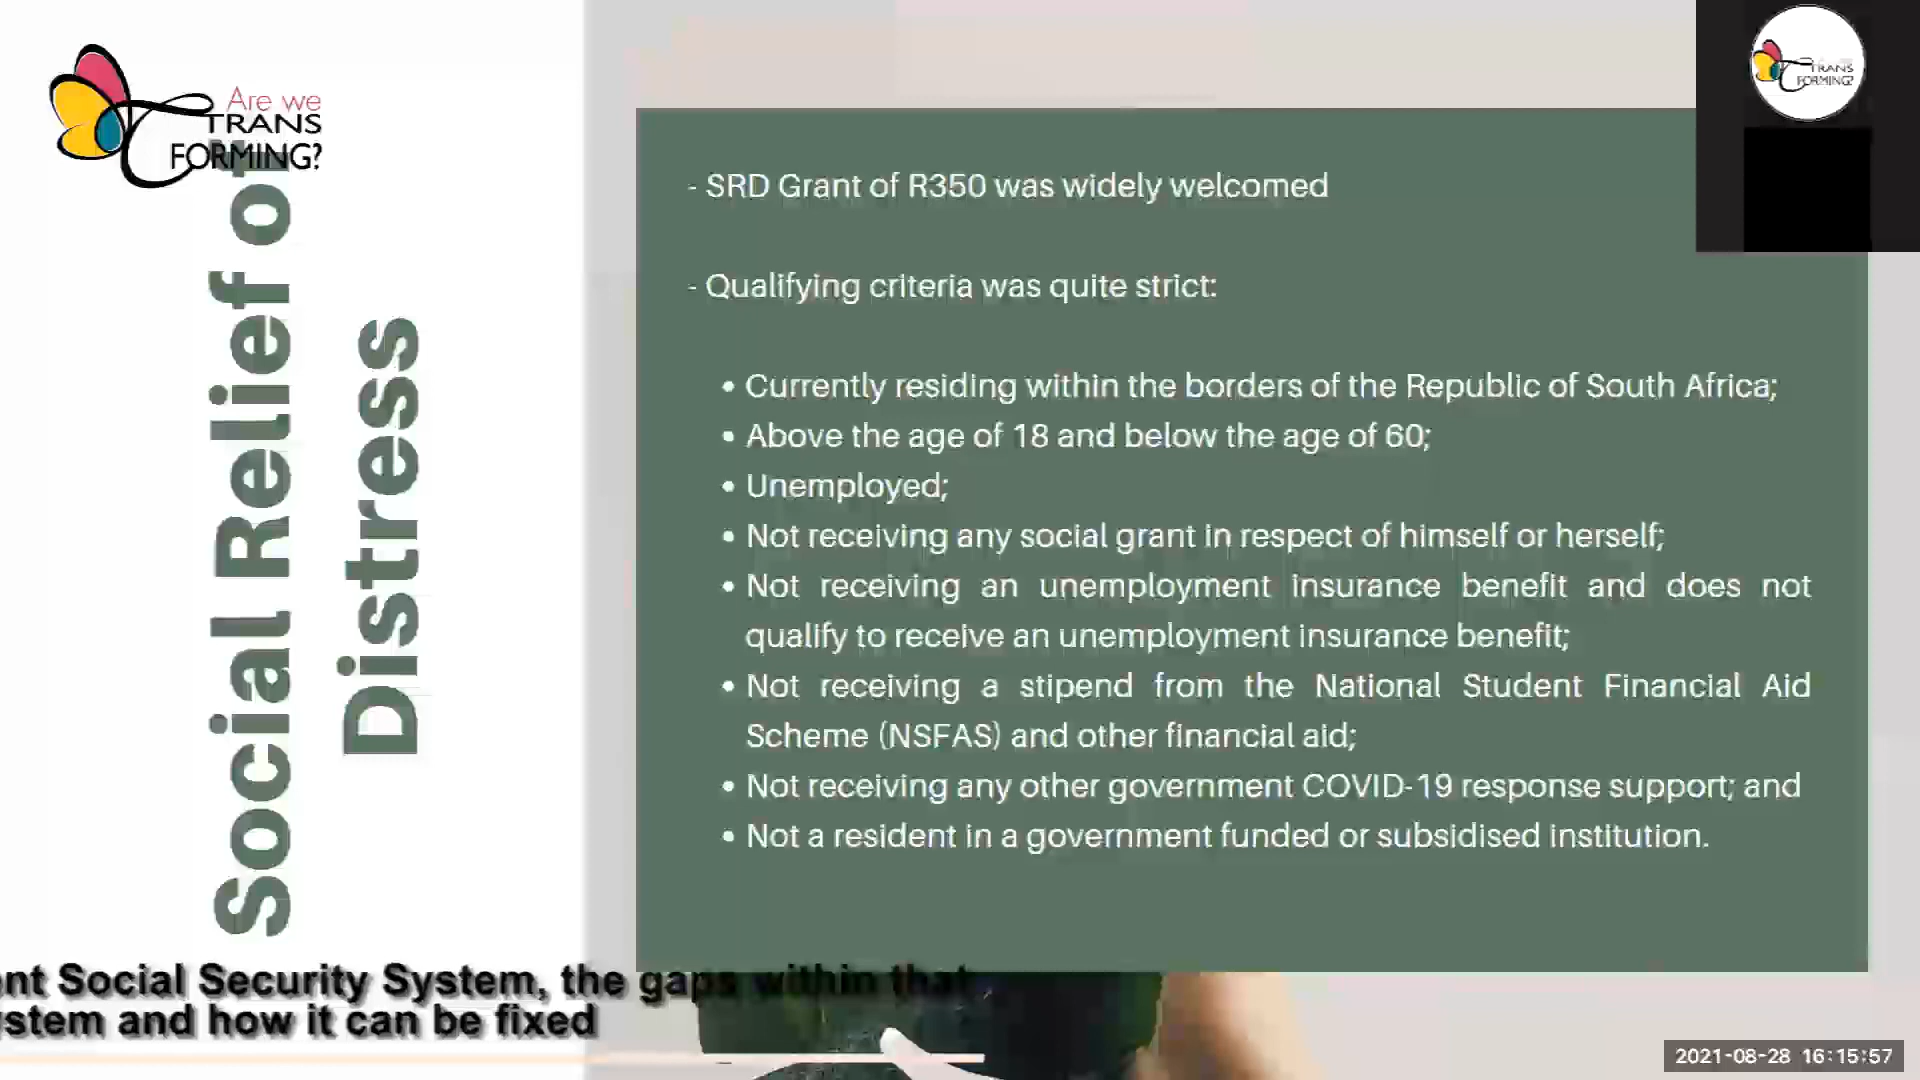 Are we
TRANS
FORMING?
Social Relief of
Distress
- SRD Grant of R350 was widely welcomed
- Qualifying criteria was quite strict:
• Currently residing within the borders of the Republic of South Africa;
• Above the age of 18 and below the age of 60;
• Unemployed;
• Not receiving any social grant in respect of himself or herself;
• Not receiving an unemployment insurance benefit and does not
qualify to receive an unemployment insurance benefit;
• Not receiving a stipend from the National Student Financial Aid
Scheme (NSFAS) and other financial aid;
• Not receiving any other government COVID-19 response support; and
• Not a resident in a government funded or subsidised institution.
TRANS
FORMING?
nt Social Security System, the gaps within that
stem and how it can be fixed
2021-08-28 16:15:57